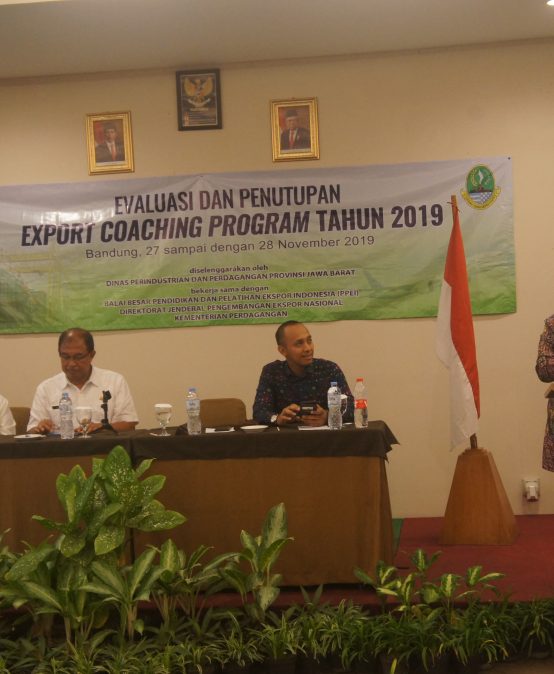 EVALUASI DAN PENUTUPAN
EXPORT COACHING PROGRAM TAHUN 2019
Bandung, 27 sampai dengan 28 November 2019
diselenggarakan oleh
DINAS PERINDUSTRIAN DAN PERDAGANGAN PROVINSI JAWA BARAT
bekerja sama dengan
BALAI BESAR PENDIDIKAN DAN PELATIHAN EKSPOR INDONESIA (PPEI)
DIREKTORAT JENDERAL PENGEMBANGAN EKSPOR NASIONAL
KEMENTERIAN PERDAGANGAN